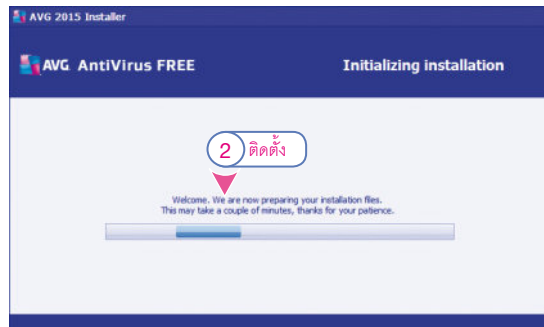 AVG 2015 Installer
AVG AntiVirus FREE
Initializing installation
2 ติดตั้ง
Welcome. We are now preparing your installation files.
This may take a couple of minutes, thanks for your patience.